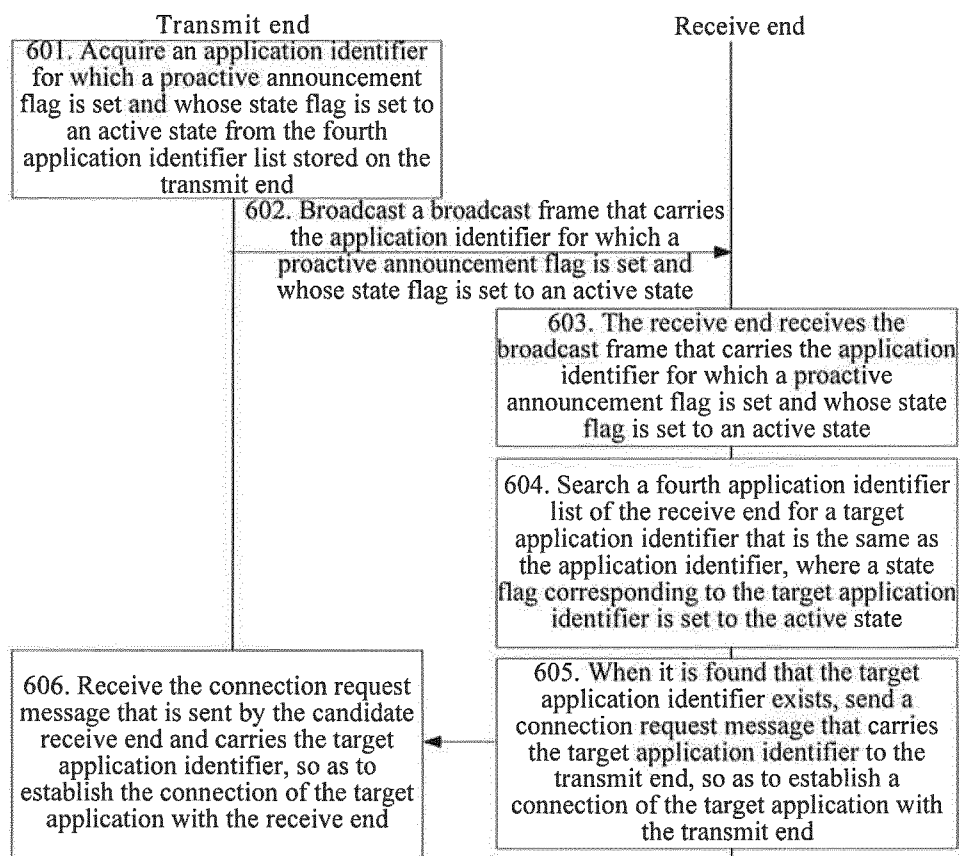 Transmit end
Receive end
601. Acquire an application identifier
for which a proactive announcement
flag is set and whose state flag is set to
an active state from the fourth
application identifier list stored on the
transmit end
602. Broadcast a broadcast frame that carries
the application identifier for which a
proactive announcement flag is set and
whose state flag is set to an active state
603. The receive end receives the
broadcast frame that carries the application
identifier for which a proactive
announcement flag is set and whose state
flag is set to an active state
604. Search a fourth application identifier
list of the receive end for a target
application identifier that is the same as
the application identifier, where a state
flag corresponding to the target application
identifier is set to the active state
605. When it is found that the target
application identifier exists, send a
connection request message that carries
the target application identifier to the
transmit end, so as to establish a
connection of the target application with
the transmit end
606. Receive the connection request
message that is sent by the candidate
receive end and carries the target
application identifier, so as to
establish the connection of the target
application with the receive end